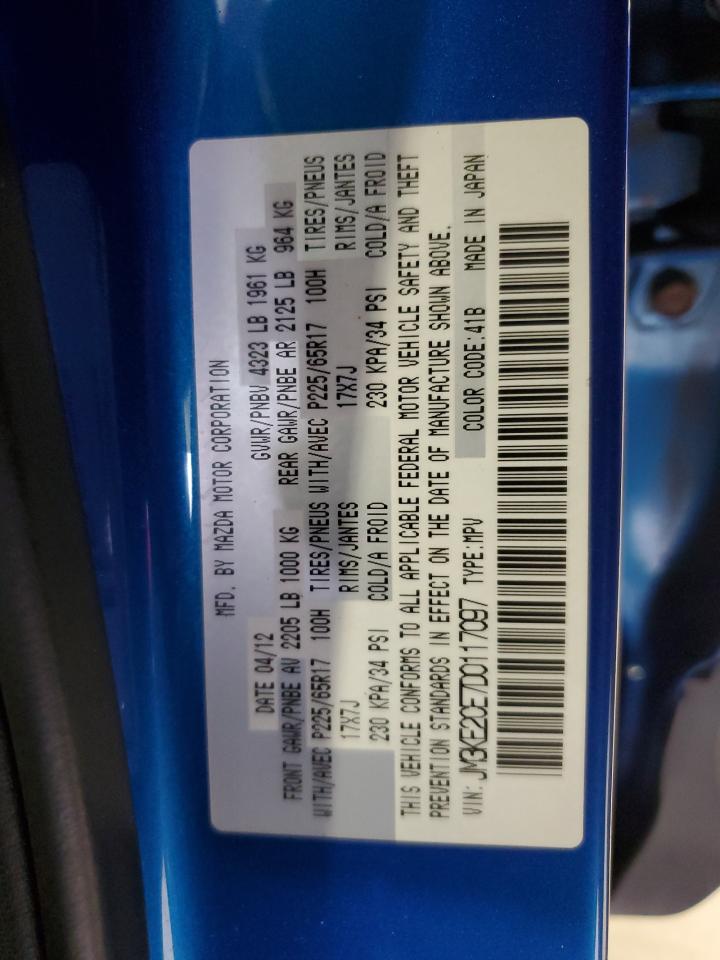 MFD. BY MAZDA MOTOR CORPORATION
DATE 04/12 GVWR/PNBV 4323 LB 1961 KG
FRONT GAWR/PNBE AV 2205 LB 1000 KG REAR GAWR/PNBE AR 2125 LB 964 KG
WITH/AVEC P225/65R17 100H TIRES/PNEUS WITH/AVEC P225/65R17 100H TIRES/PNEUS
17X7J RIMS/JANTES 17X7J RIMS/JANTES
230 KPA/34 PSI COLD/A FROID 230 KPA/34 PSI COLD/A FROID
THIS VEHICLE CONFORMS TO ALL APPLICABLE FEDERAL MOTOR VEHICLE SAFETY AND THEFT
PREVENTION STANDARDS IN EFFECT ON THE DATE OF MANUFACTURE SHOWN ABOVE.
VIN: JM3KE2CE7D0117097 TYPE:MPV COLOR CODE:41B MADE IN JAPAN